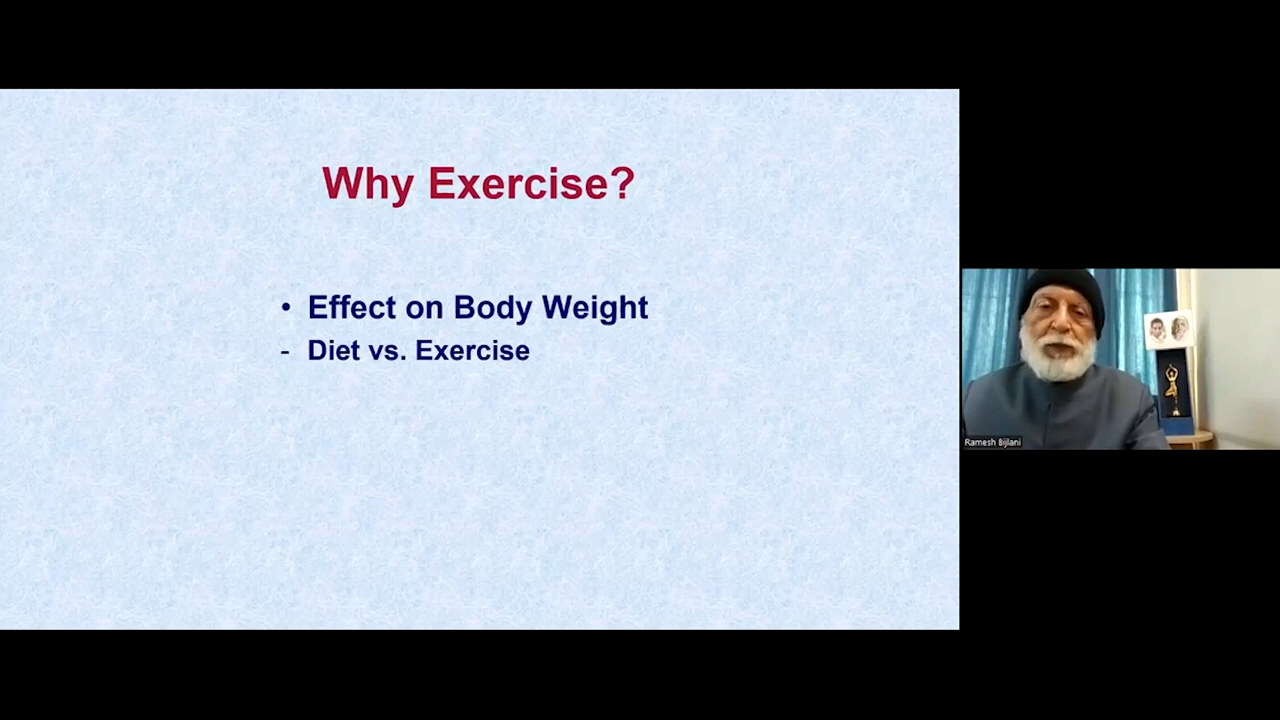 Why Exercise?
• Effect on Body Weight
- Diet vs. Exercise
Ramesh Bijlani